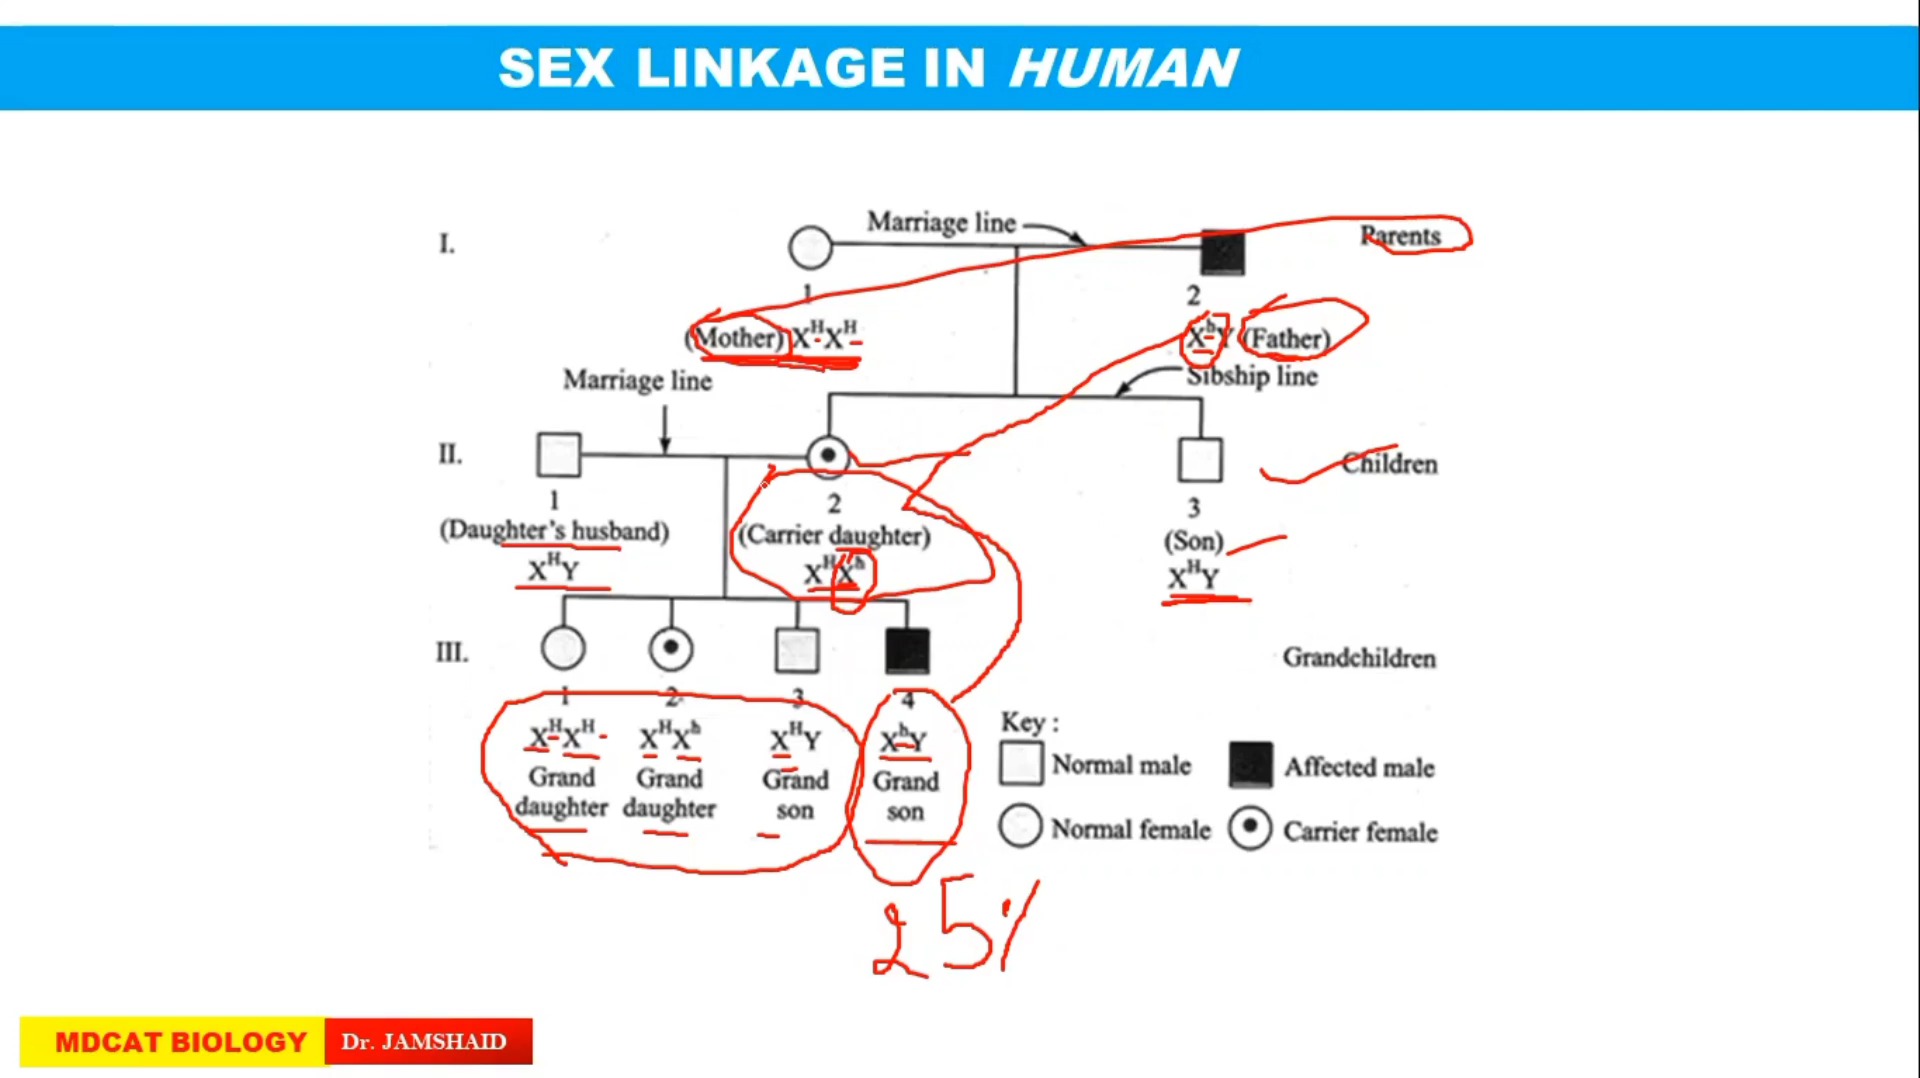 SEX LINKAGE IN HUMAN
Marriage line
I.
Parents
1
2
(Mother) XᴴXᴴ
XʰY (Father)
Marriage line
Sibship line
II.
Children
1
2
3
(Daughter's husband)
(Carrier daughter)
(Son)
XᴴY
XᴴXʰ
XᴴY
III.
Grandchildren
1
2
3
4
XᴴXᴴ
XᴴXʰ
XᴴY
XʰY
Grand
daughter
Grand
daughter
Grand
son
Grand
son
Key :
Normal male
Affected male
Normal female
Carrier female
25%
MDCAT BIOLOGY
Dr. JAMSHAID